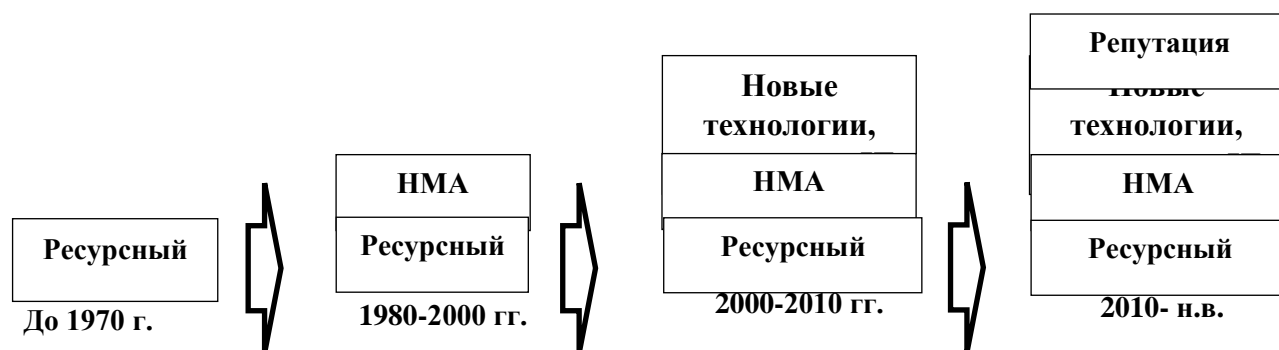 Ресурсный
До 1970 г.
НМА
Ресурсный
1980-2000 гг.
Новые
технологии,
НМА
Ресурсный
2000-2010 гг.
Репутация
Новые
технологии,
НМА
Ресурсный
2010- н.в.